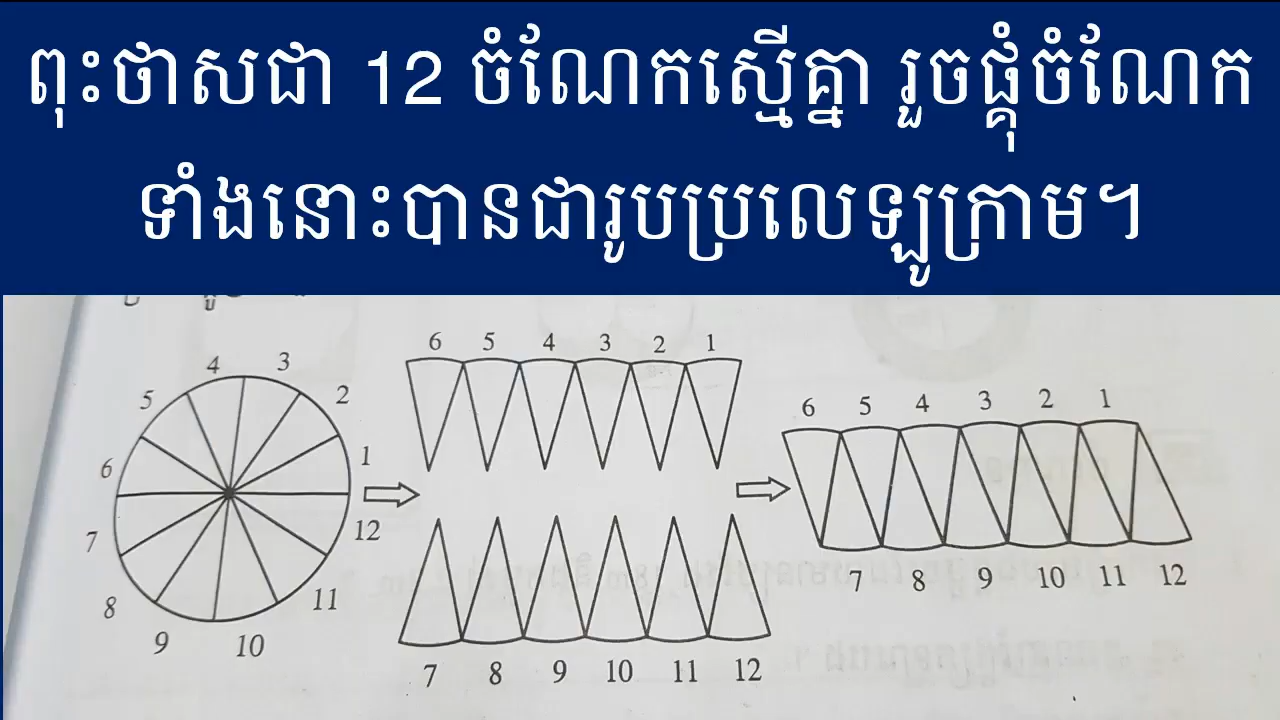 ពុះថាសជា 12 ចំណែកស្មើគ្នា រួចផ្គុំចំណែក
ទាំងនោះបានជារូបប្រលេឡូក្រាម។
4 3
5 2
6 1
7 12
8 11
9 10
6 5 4 3 2 1
7 8 9 10 11 12
6 5 4 3 2 1
7 8 9 10 11 12